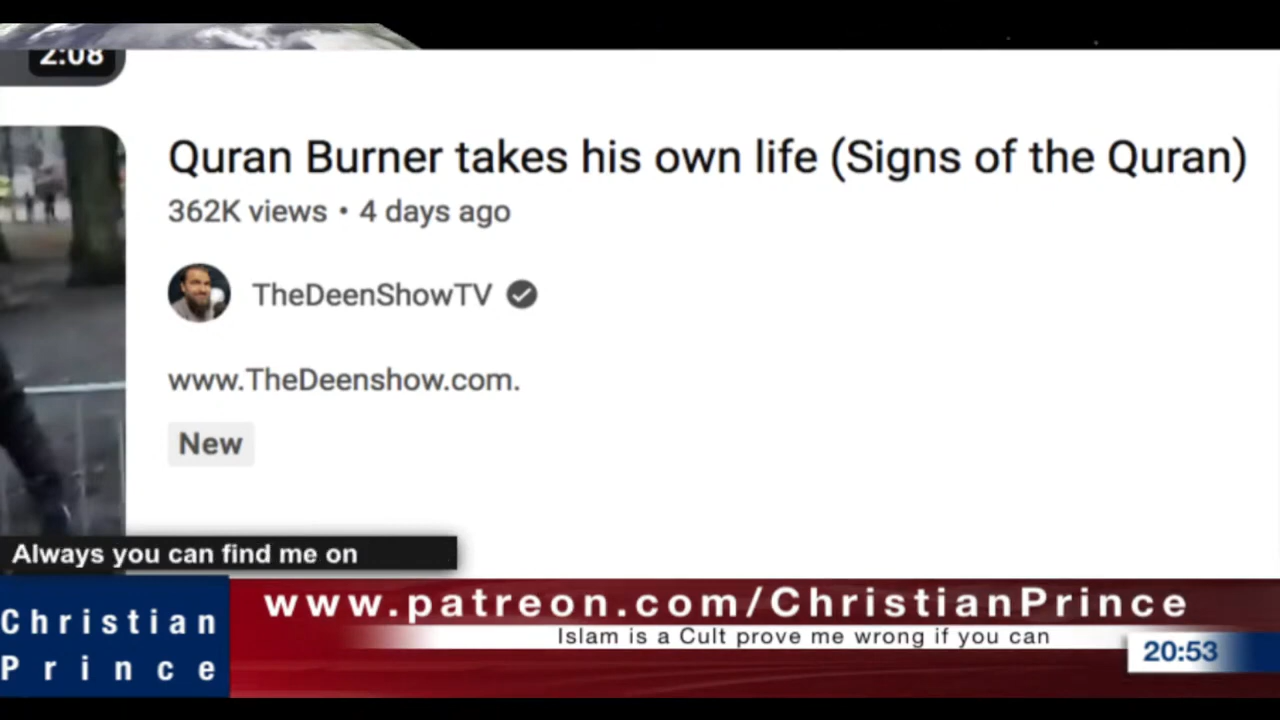 2:08
Quran Burner takes his own life (Signs of the Quran)
362K views • 4 days ago
TheDeenShowTV
www.TheDeenshow.com.
New
Always you can find me on
Christian
Prince
www.patreon.com/ChristianPrince
Islam is a Cult prove me wrong if you can
20:53